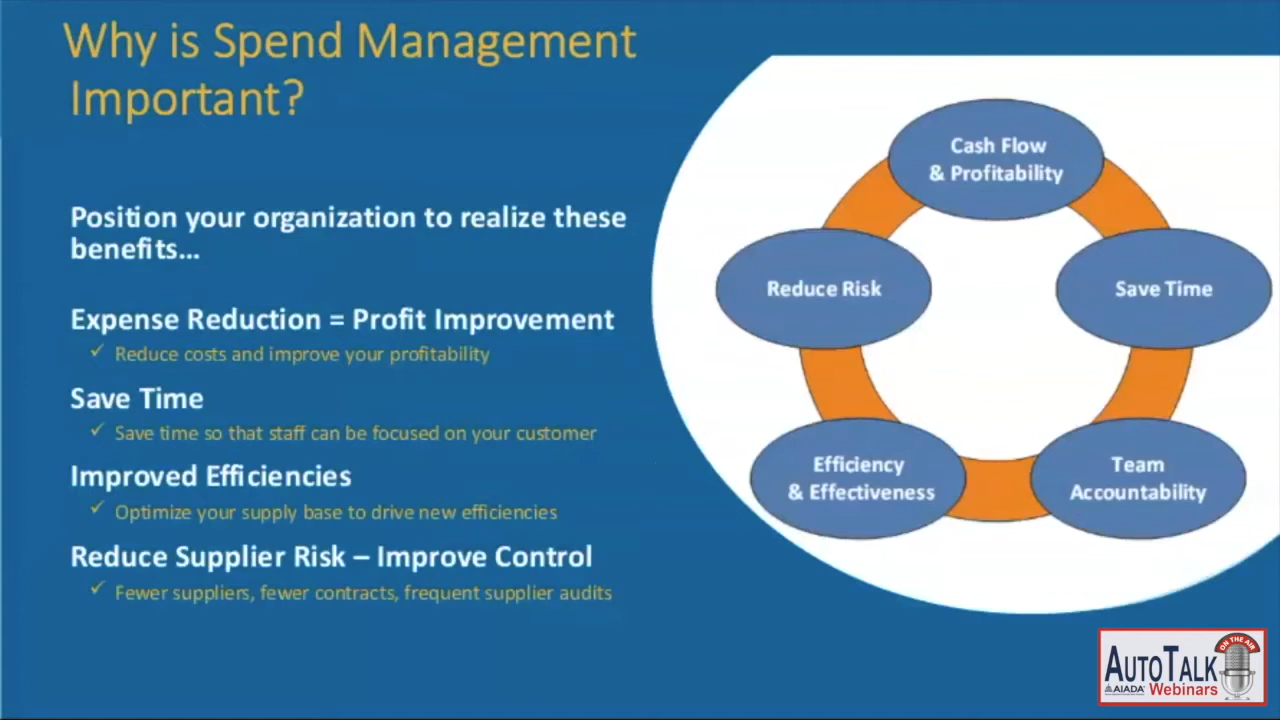 Why is Spend Management
Important?
Position your organization to realize these
benefits...
Expense Reduction = Profit Improvement
✓ Reduce costs and improve your profitability
Save Time
✓ Save time so that staff can be focused on your customer
Improved Efficiencies
✓ Optimize your supply base to drive new efficiencies
Reduce Supplier Risk – Improve Control
✓ Fewer suppliers, fewer contracts, frequent supplier audits
Cash Flow
& Profitability
Reduce Risk
Save Time
Efficiency
& Effectiveness
Team
Accountability
ON THE AIR
AUTOTALK
AIADA Webinars